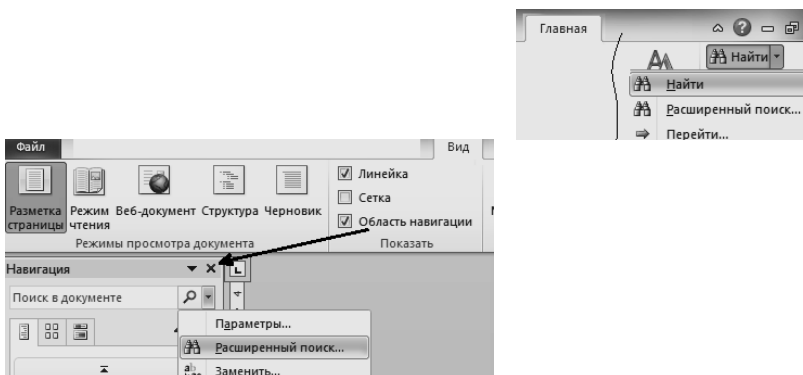 Главная
Найти
Найти
Расширенный поиск...
Перейти...
Файл
Вид
Разметка страницы
Режим чтения
Веб-документ
Структура
Черновик
Линейка
Сетка
Область навигации
Режимы просмотра документа
Показать
Навигация
Поиск в документе
Параметры...
Расширенный поиск...
Заменить...